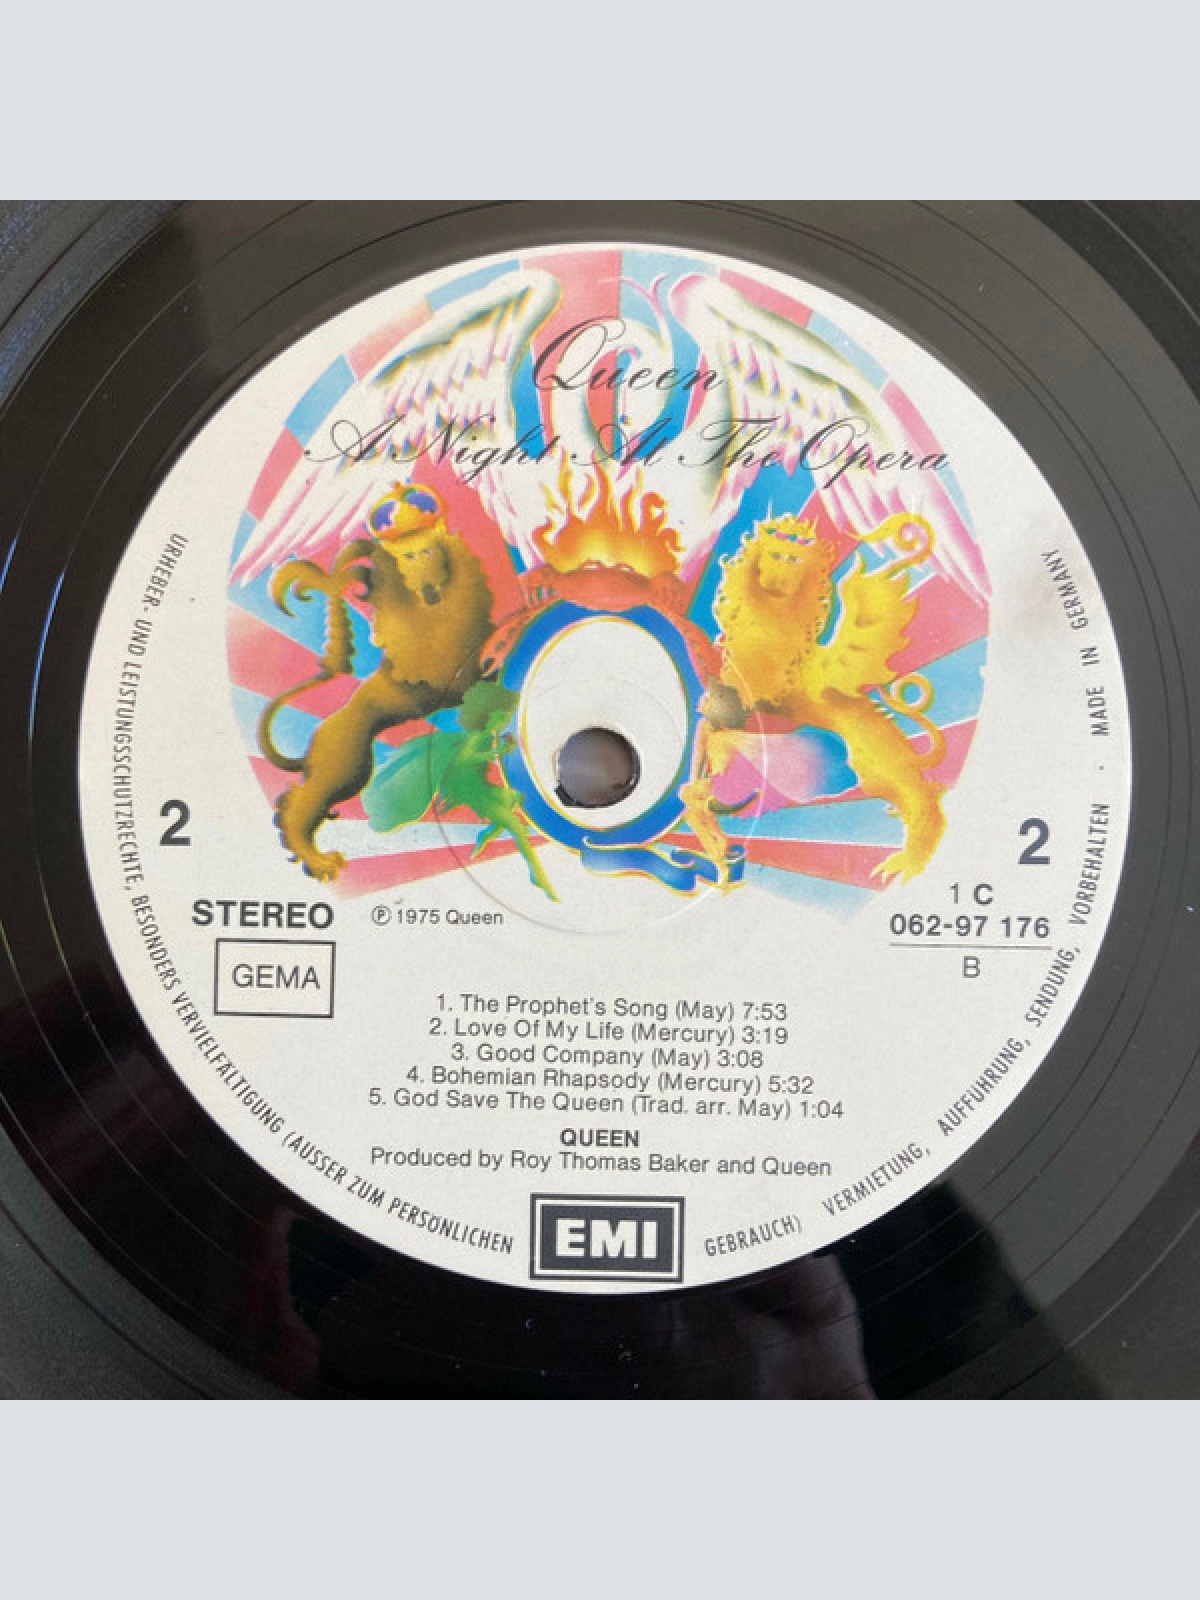 Queen
A Night At The Opera
2
2
STEREO
℗ 1975 Queen
GEMA
1 C
062-97 176
B
1. The Prophet's Song (May) 7:53
2. Love Of My Life (Mercury) 3:19
3. Good Company (May) 3:08
4. Bohemian Rhapsody (Mercury) 5:32
5. God Save The Queen (Trad. arr. May) 1:04
QUEEN
Produced by Roy Thomas Baker and Queen
EMI
URHEBER- UND LEISTUNGSSCHUTZRECHTE, BESONDERS VERVIELFÄLTIGUNG (AUSSER ZUM PERSÖNLICHEN GEBRAUCH) VERMIETUNG, AUFFÜHRUNG, SENDUNG, VORBEHALTEN · MADE IN GERMANY